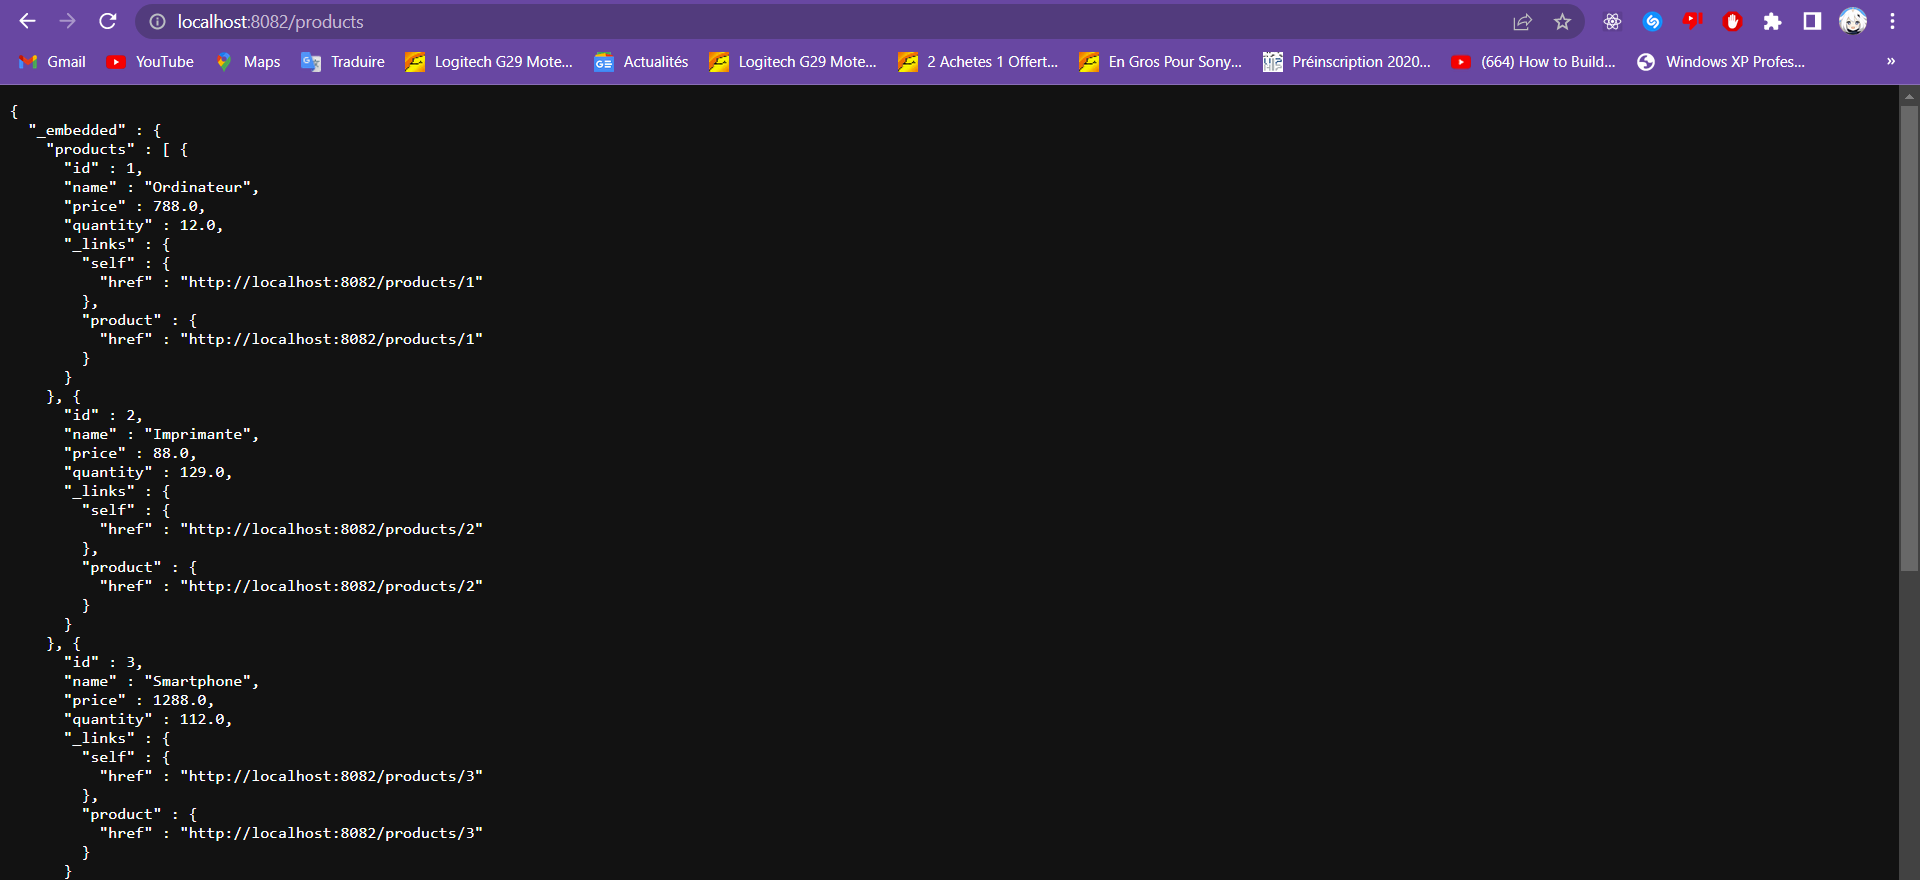 localhost:8082/products
Gmail YouTube Maps Traduire Logitech G29 Mote... Actualités Logitech G29 Mote... 2 Achetes 1 Offert... En Gros Pour Sony... Préinscription 2020... (664) How to Build... Windows XP Profes... »
{
  "_embedded" : {
    "products" : [ {
      "id" : 1,
      "name" : "Ordinateur",
      "price" : 788.0,
      "quantity" : 12.0,
      "_links" : {
        "self" : {
          "href" : "http://localhost:8082/products/1"
        },
        "product" : {
          "href" : "http://localhost:8082/products/1"
        }
      }
    }, {
      "id" : 2,
      "name" : "Imprimante",
      "price" : 88.0,
      "quantity" : 129.0,
      "_links" : {
        "self" : {
          "href" : "http://localhost:8082/products/2"
        },
        "product" : {
          "href" : "http://localhost:8082/products/2"
        }
      }
    }, {
      "id" : 3,
      "name" : "Smartphone",
      "price" : 1288.0,
      "quantity" : 112.0,
      "_links" : {
        "self" : {
          "href" : "http://localhost:8082/products/3"
        },
        "product" : {
          "href" : "http://localhost:8082/products/3"
        }
      }